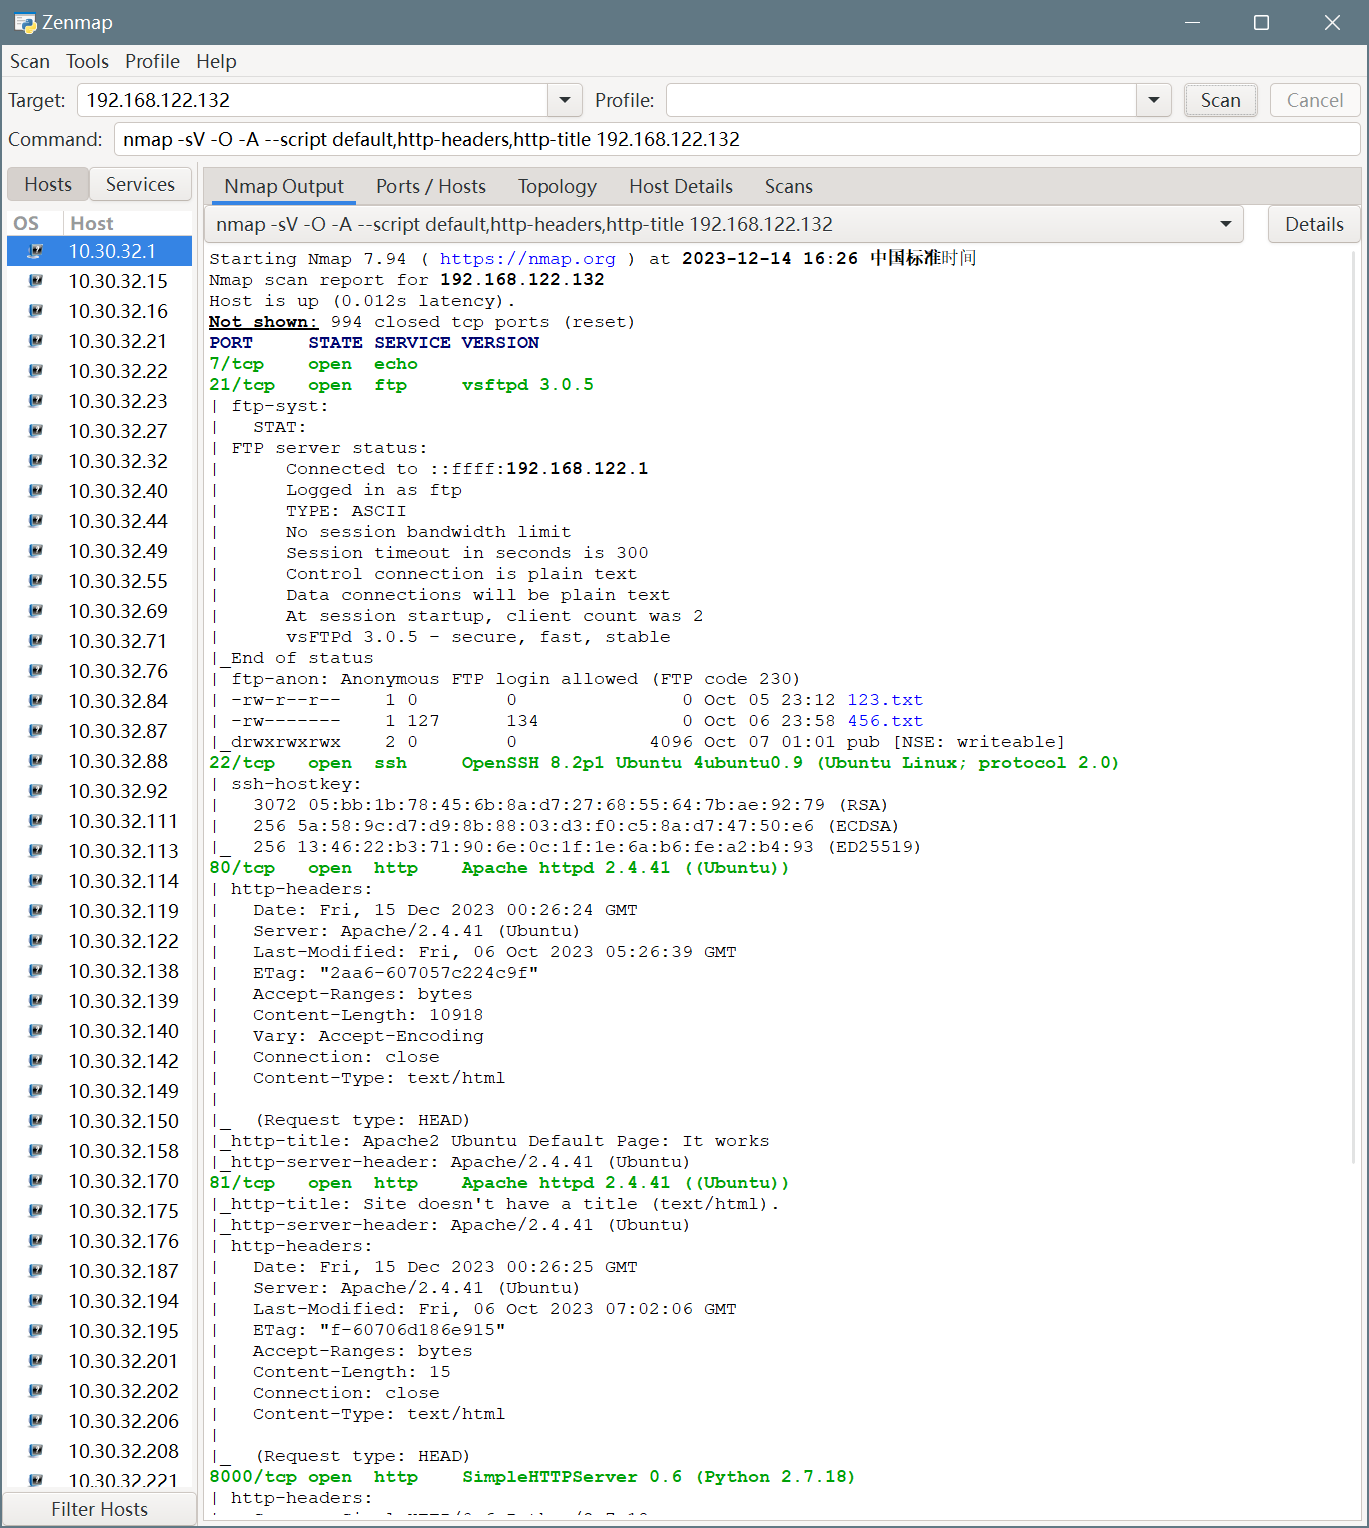 Zenmap
Scan Tools Profile Help
Target: 192.168.122.132 Profile: Scan Cancel
Command: nmap -sV -O -A --script default,http-headers,http-title 192.168.122.132
Hosts Services
OS Host
10.30.32.1
10.30.32.15
10.30.32.16
10.30.32.21
10.30.32.22
10.30.32.23
10.30.32.27
10.30.32.32
10.30.32.40
10.30.32.44
10.30.32.49
10.30.32.55
10.30.32.69
10.30.32.71
10.30.32.76
10.30.32.84
10.30.32.87
10.30.32.88
10.30.32.92
10.30.32.111
10.30.32.113
10.30.32.114
10.30.32.119
10.30.32.122
10.30.32.138
10.30.32.139
10.30.32.140
10.30.32.142
10.30.32.149
10.30.32.150
10.30.32.158
10.30.32.170
10.30.32.175
10.30.32.176
10.30.32.187
10.30.32.194
10.30.32.195
10.30.32.201
10.30.32.202
10.30.32.206
10.30.32.208
10.30.32.221
Filter Hosts
Nmap Output Ports / Hosts Topology Host Details Scans
nmap -sV -O -A --script default,http-headers,http-title 192.168.122.132 Details
Starting Nmap 7.94 ( https://nmap.org ) at 2023-12-14 16:26 中国标准时间
Nmap scan report for 192.168.122.132
Host is up (0.012s latency).
Not shown: 994 closed tcp ports (reset)
PORT     STATE SERVICE VERSION
7/tcp    open  echo
21/tcp   open  ftp     vsftpd 3.0.5
| ftp-syst:
|   STAT:
| FTP server status:
|      Connected to ::ffff:192.168.122.1
|      Logged in as ftp
|      TYPE: ASCII
|      No session bandwidth limit
|      Session timeout in seconds is 300
|      Control connection is plain text
|      Data connections will be plain text
|      At session startup, client count was 2
|      vsFTPd 3.0.5 - secure, fast, stable
|_End of status
| ftp-anon: Anonymous FTP login allowed (FTP code 230)
| -rw-r--r--    1 0        0               0 Oct 05 23:12 123.txt
| -rw-------    1 127      134             0 Oct 06 23:58 456.txt
|_drwxrwxrwx    2 0        0            4096 Oct 07 01:01 pub [NSE: writeable]
22/tcp   open  ssh     OpenSSH 8.2p1 Ubuntu 4ubuntu0.9 (Ubuntu Linux; protocol 2.0)
| ssh-hostkey:
|   3072 05:bb:1b:78:45:6b:8a:d7:27:68:55:64:7b:ae:92:79 (RSA)
|   256 5a:58:9c:d7:d9:8b:88:03:d3:f0:c5:8a:d7:47:50:e6 (ECDSA)
|_  256 13:46:22:b3:71:90:6e:0c:1f:1e:6a:b6:fe:a2:b4:93 (ED25519)
80/tcp   open  http    Apache httpd 2.4.41 ((Ubuntu))
| http-headers:
|   Date: Fri, 15 Dec 2023 00:26:24 GMT
|   Server: Apache/2.4.41 (Ubuntu)
|   Last-Modified: Fri, 06 Oct 2023 05:26:39 GMT
|   ETag: "2aa6-607057c224c9f"
|   Accept-Ranges: bytes
|   Content-Length: 10918
|   Vary: Accept-Encoding
|   Connection: close
|   Content-Type: text/html
|
|_  (Request type: HEAD)
|_http-title: Apache2 Ubuntu Default Page: It works
|_http-server-header: Apache/2.4.41 (Ubuntu)
81/tcp   open  http    Apache httpd 2.4.41 ((Ubuntu))
|_http-title: Site doesn't have a title (text/html).
|_http-server-header: Apache/2.4.41 (Ubuntu)
| http-headers:
|   Date: Fri, 15 Dec 2023 00:26:25 GMT
|   Server: Apache/2.4.41 (Ubuntu)
|   Last-Modified: Fri, 06 Oct 2023 07:02:06 GMT
|   ETag: "f-60706d186e915"
|   Accept-Ranges: bytes
|   Content-Length: 15
|   Connection: close
|   Content-Type: text/html
|
|_  (Request type: HEAD)
8000/tcp open  http    SimpleHTTPServer 0.6 (Python 2.7.18)
| http-headers: